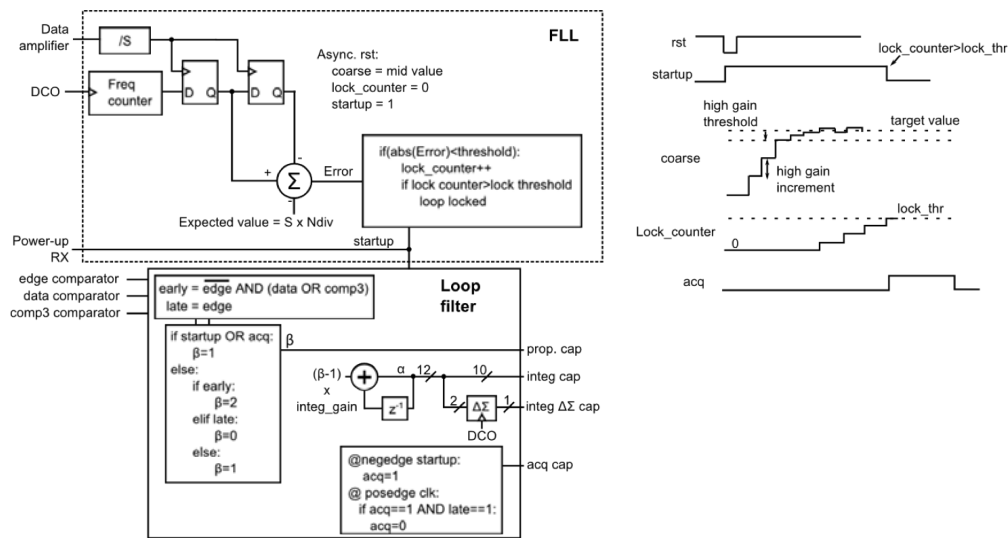 Data
amplifier
/S
FLL
Async. rst:
coarse = mid value
lock_counter = 0
startup = 1
DCO
Freq
counter
D Q
D Q
-
+
Σ
-
Error
Expected value = S x Ndiv
if(abs(Error)<threshold):
lock_counter++
if lock counter>lock threshold
loop locked
Power-up
RX
startup
edge comparator
data comparator
comp3 comparator
early = edge AND (data OR comp3)
late = edge
Loop
filter
if startup OR acq:
β=1
else:
if early:
β=2
elif late:
β=0
else:
β=1
β
prop. cap
(β-1)
x
integ_gain
+
α
12
10
integ cap
z⁻¹
2
ΔΣ
1
integ ΔΣ cap
DCO
@negedge startup:
acq=1
@ posedge clk:
if acq==1 AND late==1:
acq=0
acq cap
rst
lock_counter>lock_thr
startup
high gain
threshold
target value
coarse
high gain
increment
lock_thr
Lock_counter
0
acq